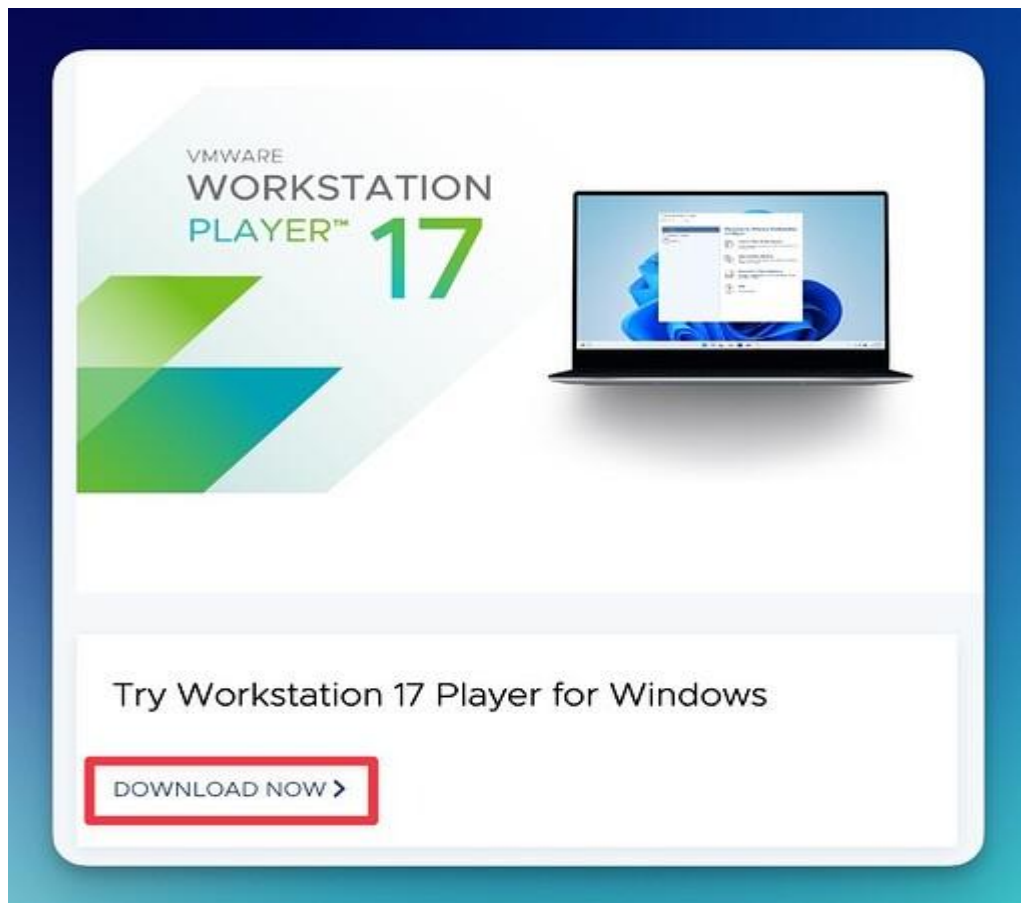 VMWARE
WORKSTATION
PLAYER™ 17
Try Workstation 17 Player for Windows
DOWNLOAD NOW >